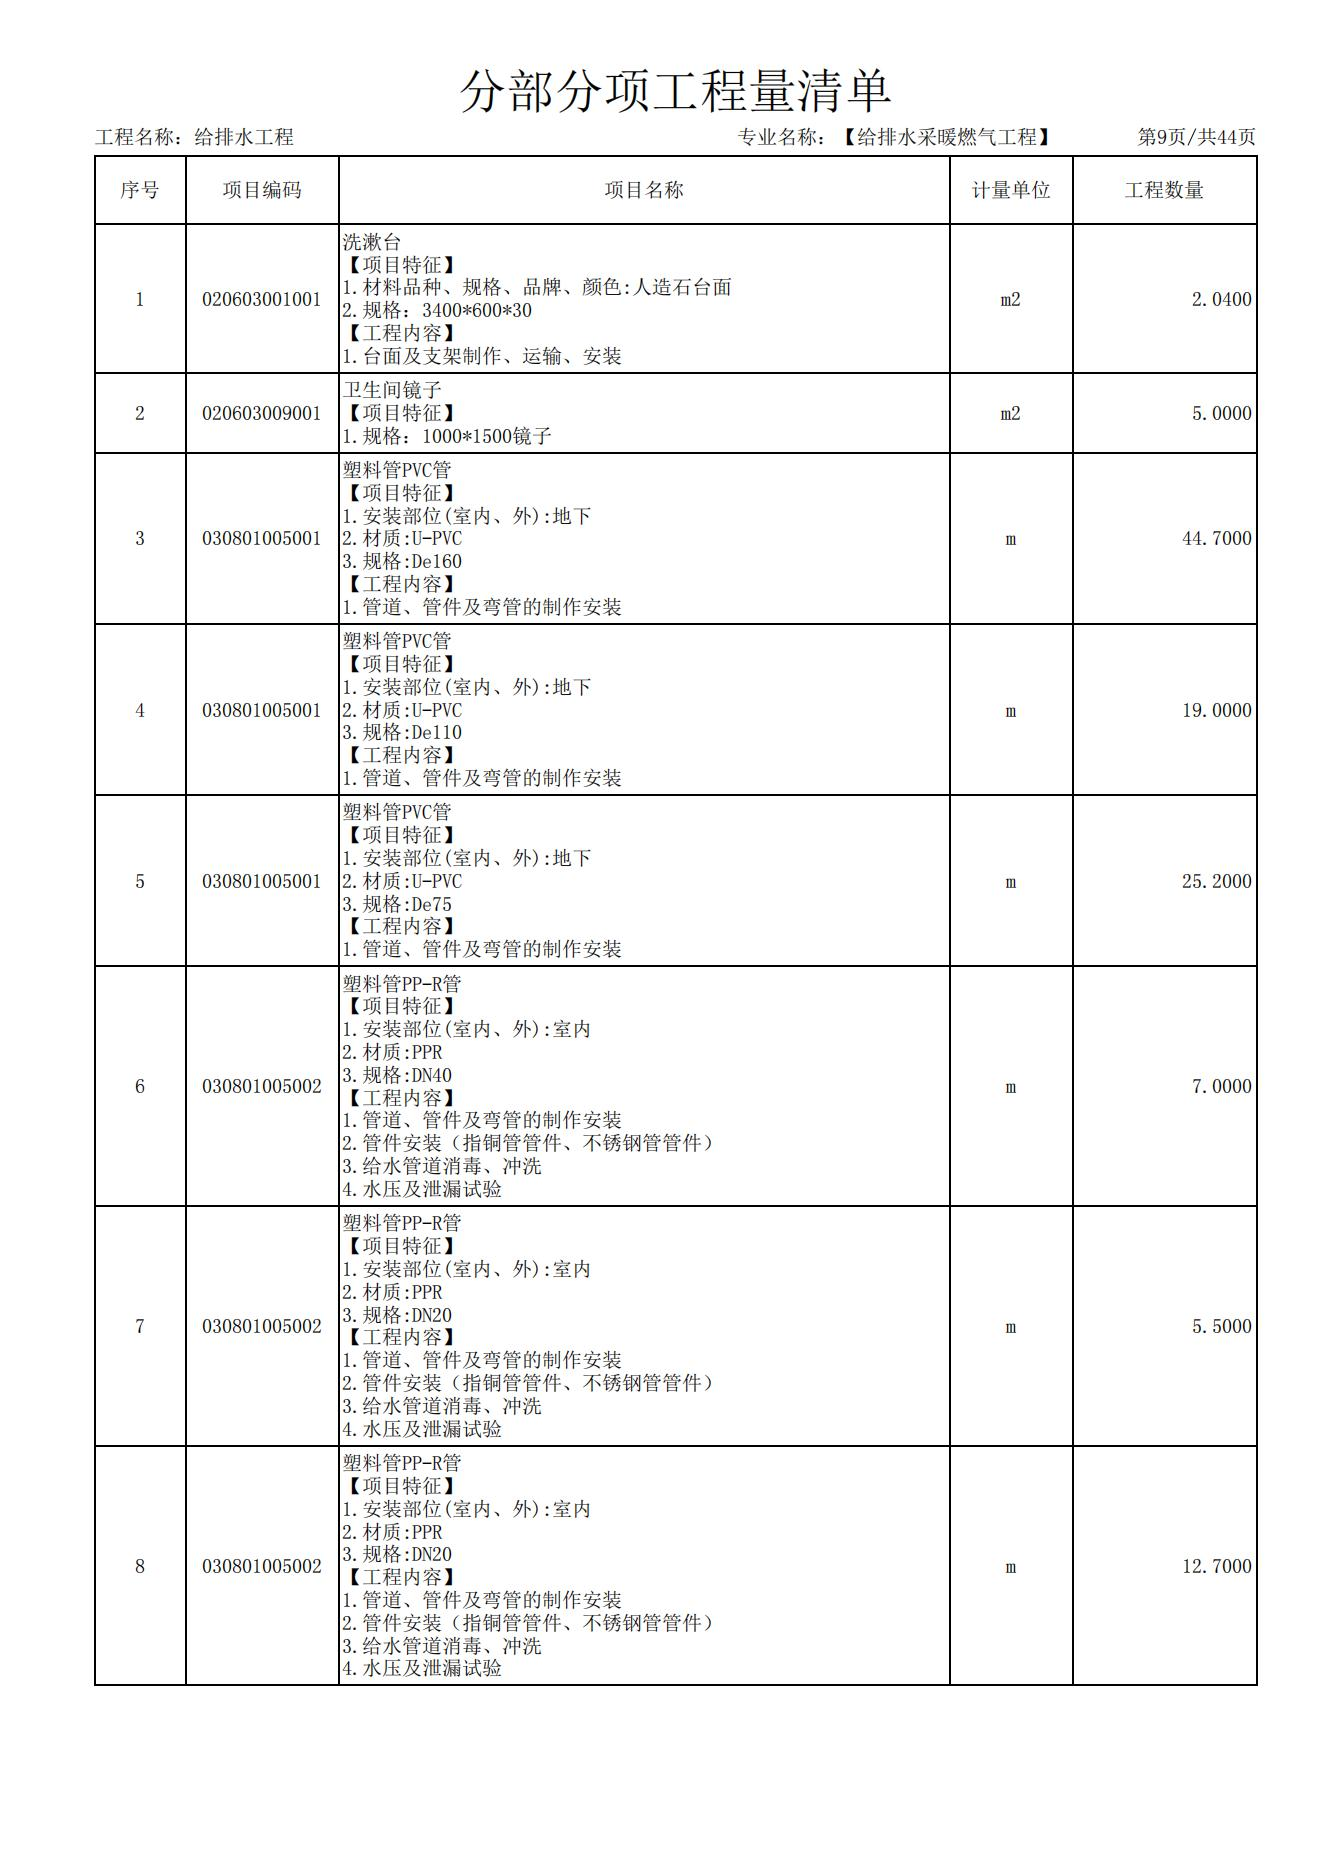 分部分项工程量清单
工程名称：给排水工程 专业名称：【给排水采暖燃气工程】 第9页/共44页
序号 项目编码 项目名称 计量单位 工程数量
1 020603001001 m2 2.0400
洗漱台
【项目特征】
1.材料品种、规格、品牌、颜色:人造石台面
2.规格：3400*600*30
【工程内容】
1.台面及支架制作、运输、安装
2 020603009001 m2 5.0000
卫生间镜子
【项目特征】
1.规格：1000*1500镜子
3 030801005001 m 44.7000
塑料管PVC管
【项目特征】
1.安装部位(室内、外):地下
2.材质:U-PVC
3.规格:De160
【工程内容】
1.管道、管件及弯管的制作安装
4 030801005001 m 19.0000
塑料管PVC管
【项目特征】
1.安装部位(室内、外):地下
2.材质:U-PVC
3.规格:De110
【工程内容】
1.管道、管件及弯管的制作安装
5 030801005001 m 25.2000
塑料管PVC管
【项目特征】
1.安装部位(室内、外):地下
2.材质:U-PVC
3.规格:De75
【工程内容】
1.管道、管件及弯管的制作安装
6 030801005002 m 7.0000
塑料管PP-R管
【项目特征】
1.安装部位(室内、外):室内
2.材质:PPR
3.规格:DN40
【工程内容】
1.管道、管件及弯管的制作安装
2.管件安装（指铜管管件、不锈钢管管件）
3.给水管道消毒、冲洗
4.水压及泄漏试验
7 030801005002 m 5.5000
塑料管PP-R管
【项目特征】
1.安装部位(室内、外):室内
2.材质:PPR
3.规格:DN20
【工程内容】
1.管道、管件及弯管的制作安装
2.管件安装（指铜管管件、不锈钢管管件）
3.给水管道消毒、冲洗
4.水压及泄漏试验
8 030801005002 m 12.7000
塑料管PP-R管
【项目特征】
1.安装部位(室内、外):室内
2.材质:PPR
3.规格:DN20
【工程内容】
1.管道、管件及弯管的制作安装
2.管件安装（指铜管管件、不锈钢管管件）
3.给水管道消毒、冲洗
4.水压及泄漏试验